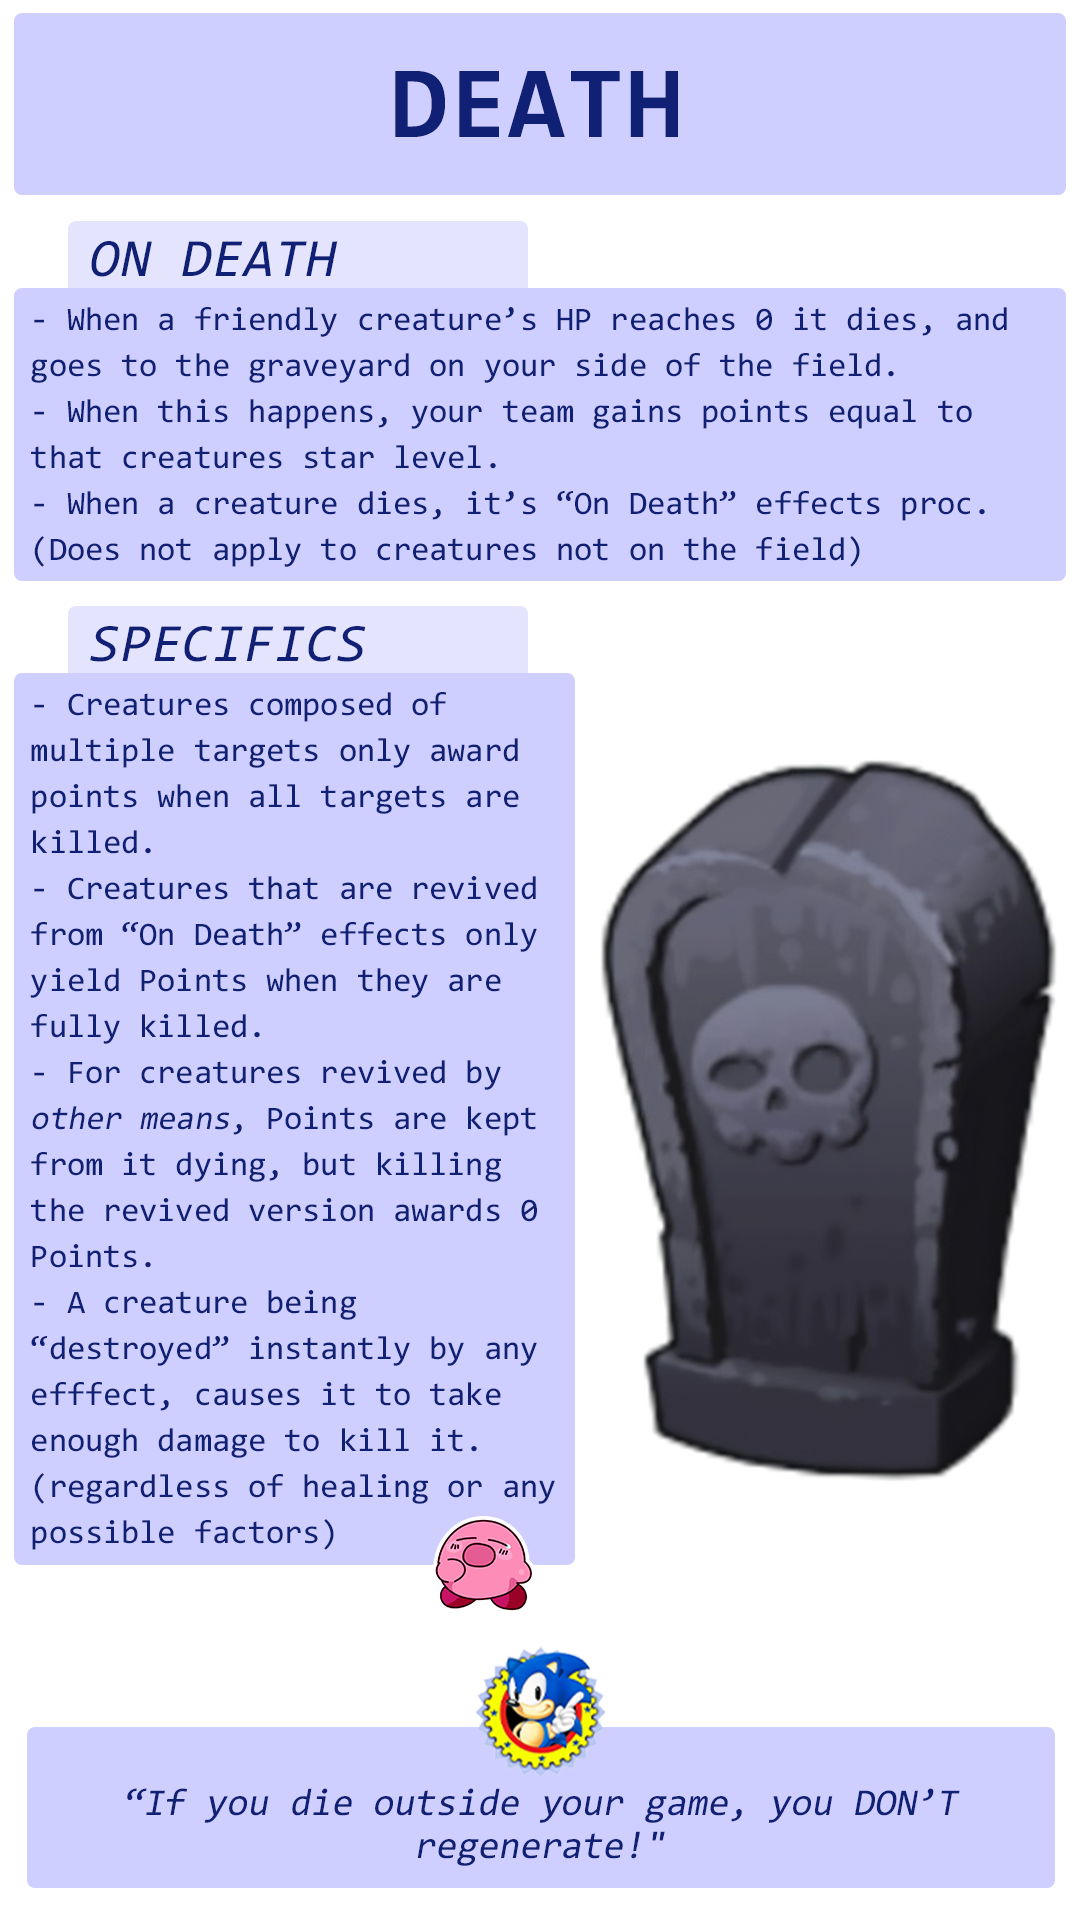 DEATH
ON DEATH
- When a friendly creature’s HP reaches 0 it dies, and
goes to the graveyard on your side of the field.
- When this happens, your team gains points equal to
that creatures star level.
- When a creature dies, it’s “On Death” effects proc.
(Does not apply to creatures not on the field)
SPECIFICS
- Creatures composed of
multiple targets only award
points when all targets are
killed.
- Creatures that are revived
from “On Death” effects only
yield Points when they are
fully killed.
- For creatures revived by
other means, Points are kept
from it dying, but killing
the revived version awards 0
Points.
- A creature being
“destroyed” instantly by any
efffect, causes it to take
enough damage to kill it.
(regardless of healing or any
possible factors)
“If you die outside your game, you DON’T
regenerate!"